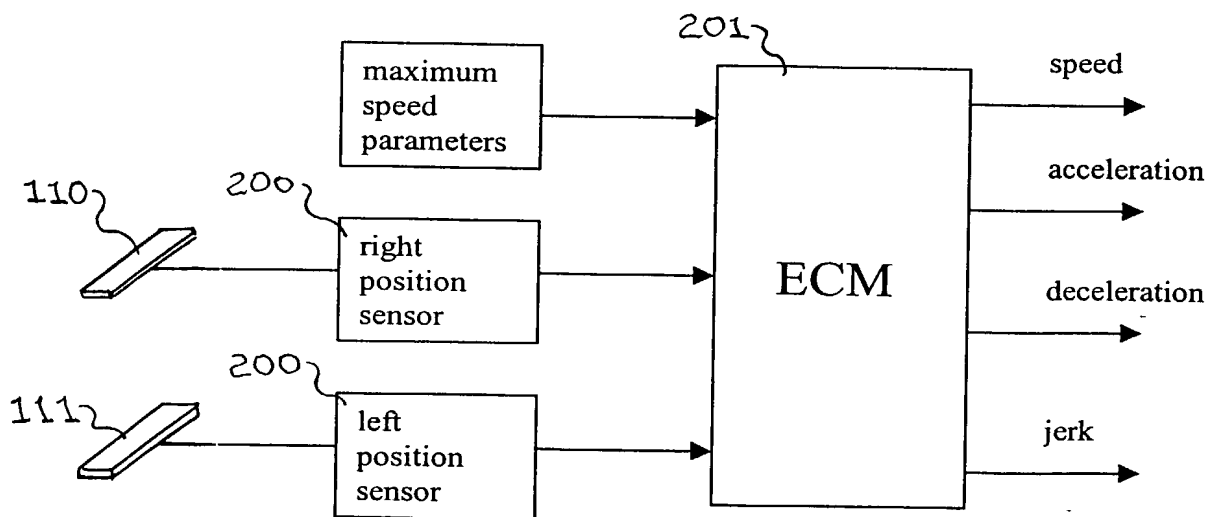 201
maximum
speed
parameters
speed
acceleration
110
200
right
position
sensor
ECM
deceleration
111
200
left
position
sensor
jerk